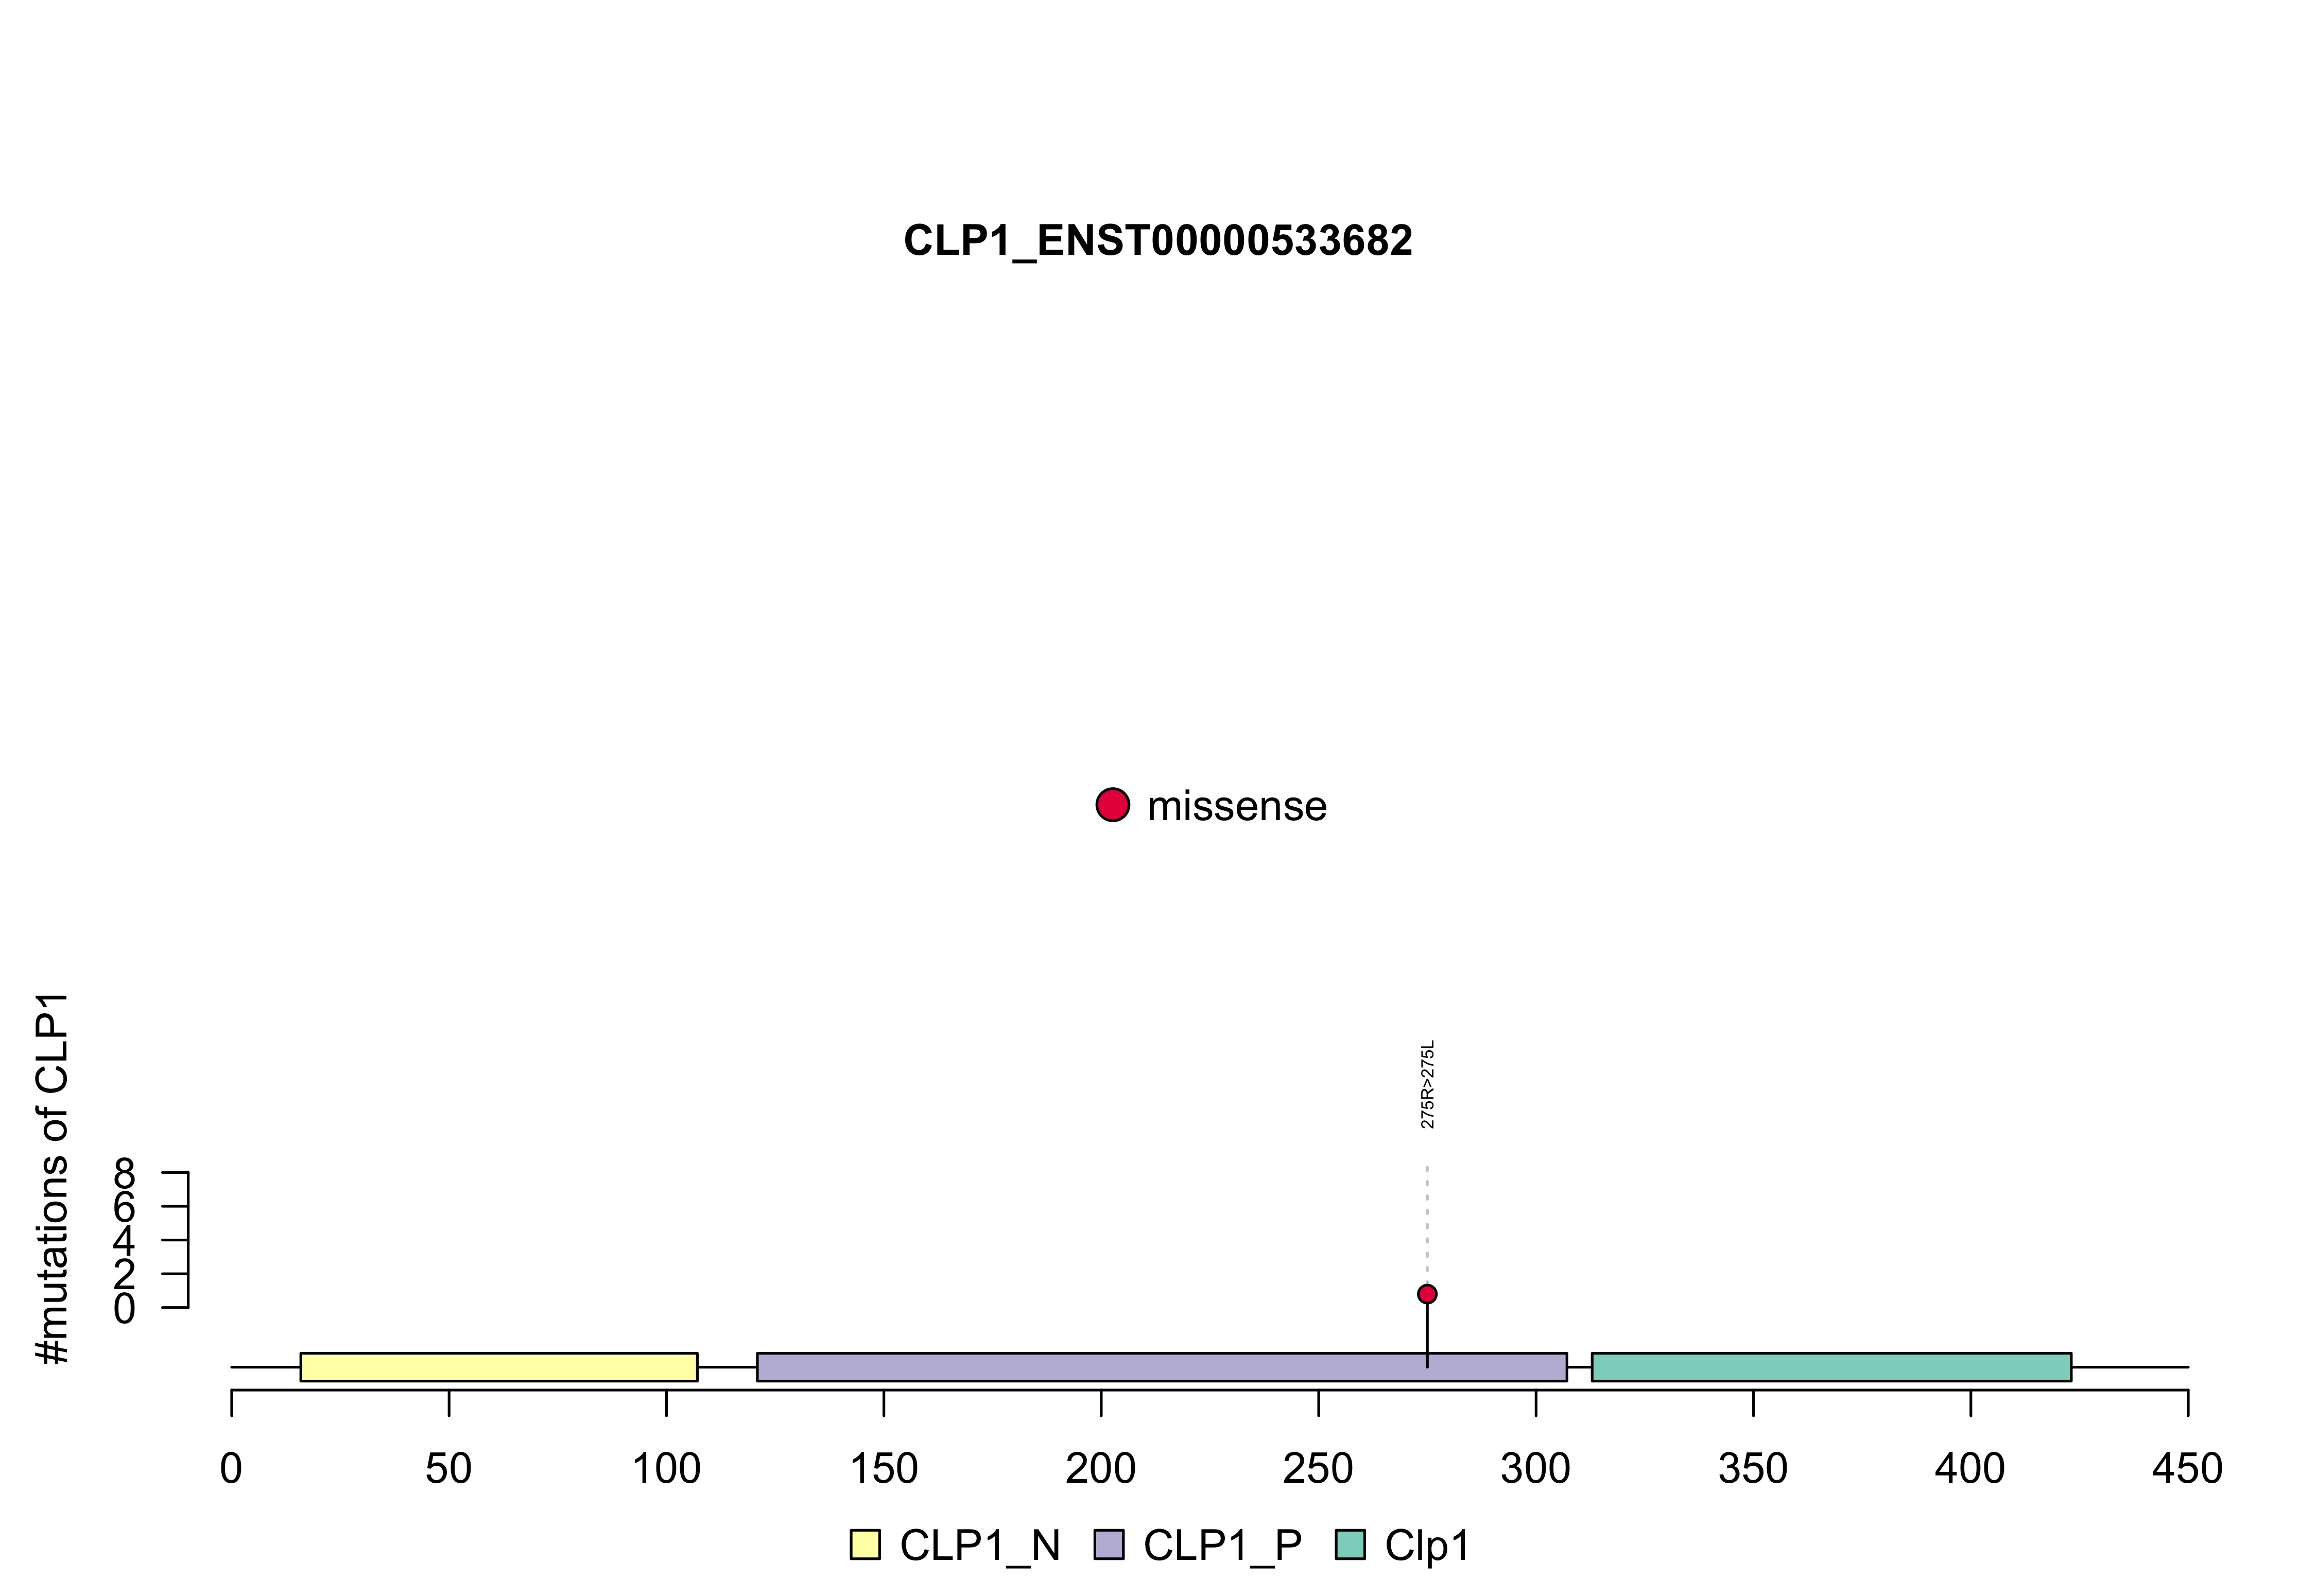 CLP1_ENST00000533682
missense
#mutations of CLP1
275R>275L
8
6
4
2
0
0 50 100 150 200 250 300 350 400 450
CLP1_N CLP1_P Clp1